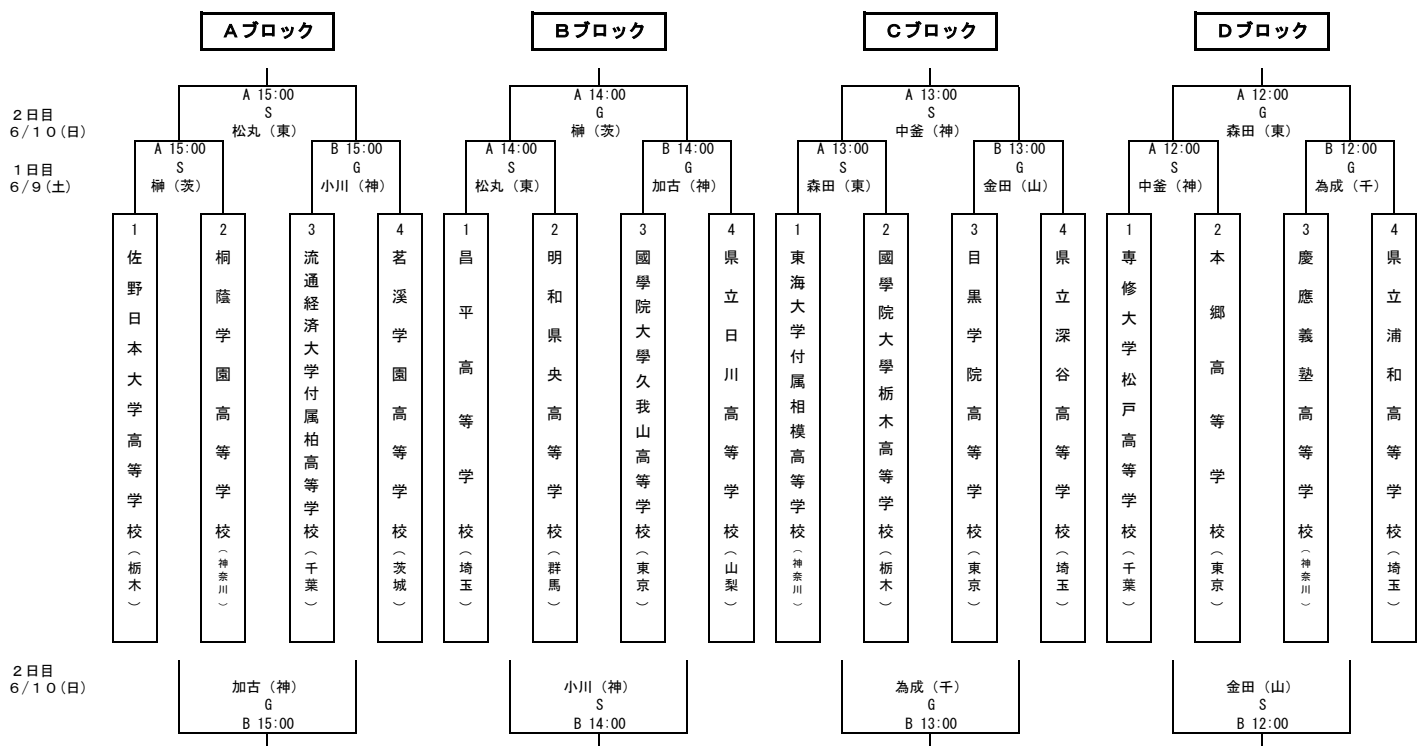 Aブロック
Bブロック
Cブロック
Dブロック
2日目
6/10(日)
A 15:00
S
松丸(東)
A 14:00
G
榊(茨)
A 13:00
S
中釜(神)
A 12:00
G
森田(東)
1日目
6/9(土)
A 15:00
S
榊(茨)
B 15:00
G
小川(神)
A 14:00
S
松丸(東)
B 14:00
G
加古(神)
A 13:00
S
森田(東)
B 13:00
G
金田(山)
A 12:00
S
中釜(神)
B 12:00
G
為成(千)
1 佐野日本大学高等学校(栃木)
2 桐蔭学園高等学校(神奈川)
3 流通経済大学付属柏高等学校(千葉)
4 茗溪学園高等学校(茨城)
1 昌平高等学校(埼玉)
2 明和県央高等学校(群馬)
3 國學院大學久我山高等学校(東京)
4 県立日川高等学校(山梨)
1 東海大学付属相模高等学校(神奈川)
2 國學院大學栃木高等学校(栃木)
3 目黒学院高等学校(東京)
4 県立深谷高等学校(埼玉)
1 専修大学松戸高等学校(千葉)
2 本郷高等学校(東京)
3 慶應義塾高等学校(神奈川)
4 県立浦和高等学校(埼玉)
2日目
6/10(日)
加古(神)
G
B 15:00
小川(神)
S
B 14:00
為成(千)
G
B 13:00
金田(山)
S
B 12:00